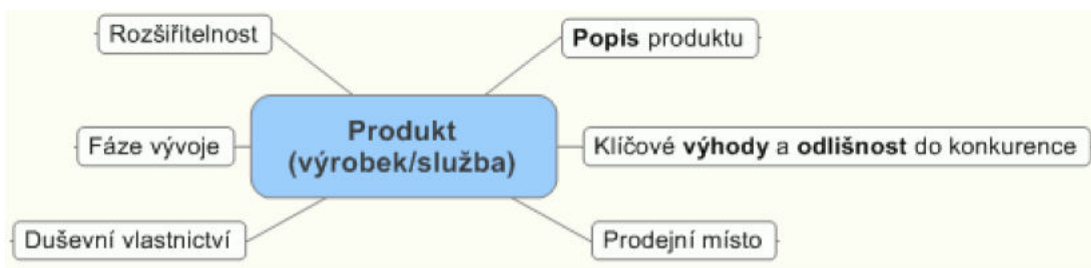 Rozšiřitelnost
Popis produktu
Produkt
(výrobek/služba)
Fáze vývoje
Klíčové výhody a odlišnost do konkurence
Duševní vlastnictví
Prodejní místo